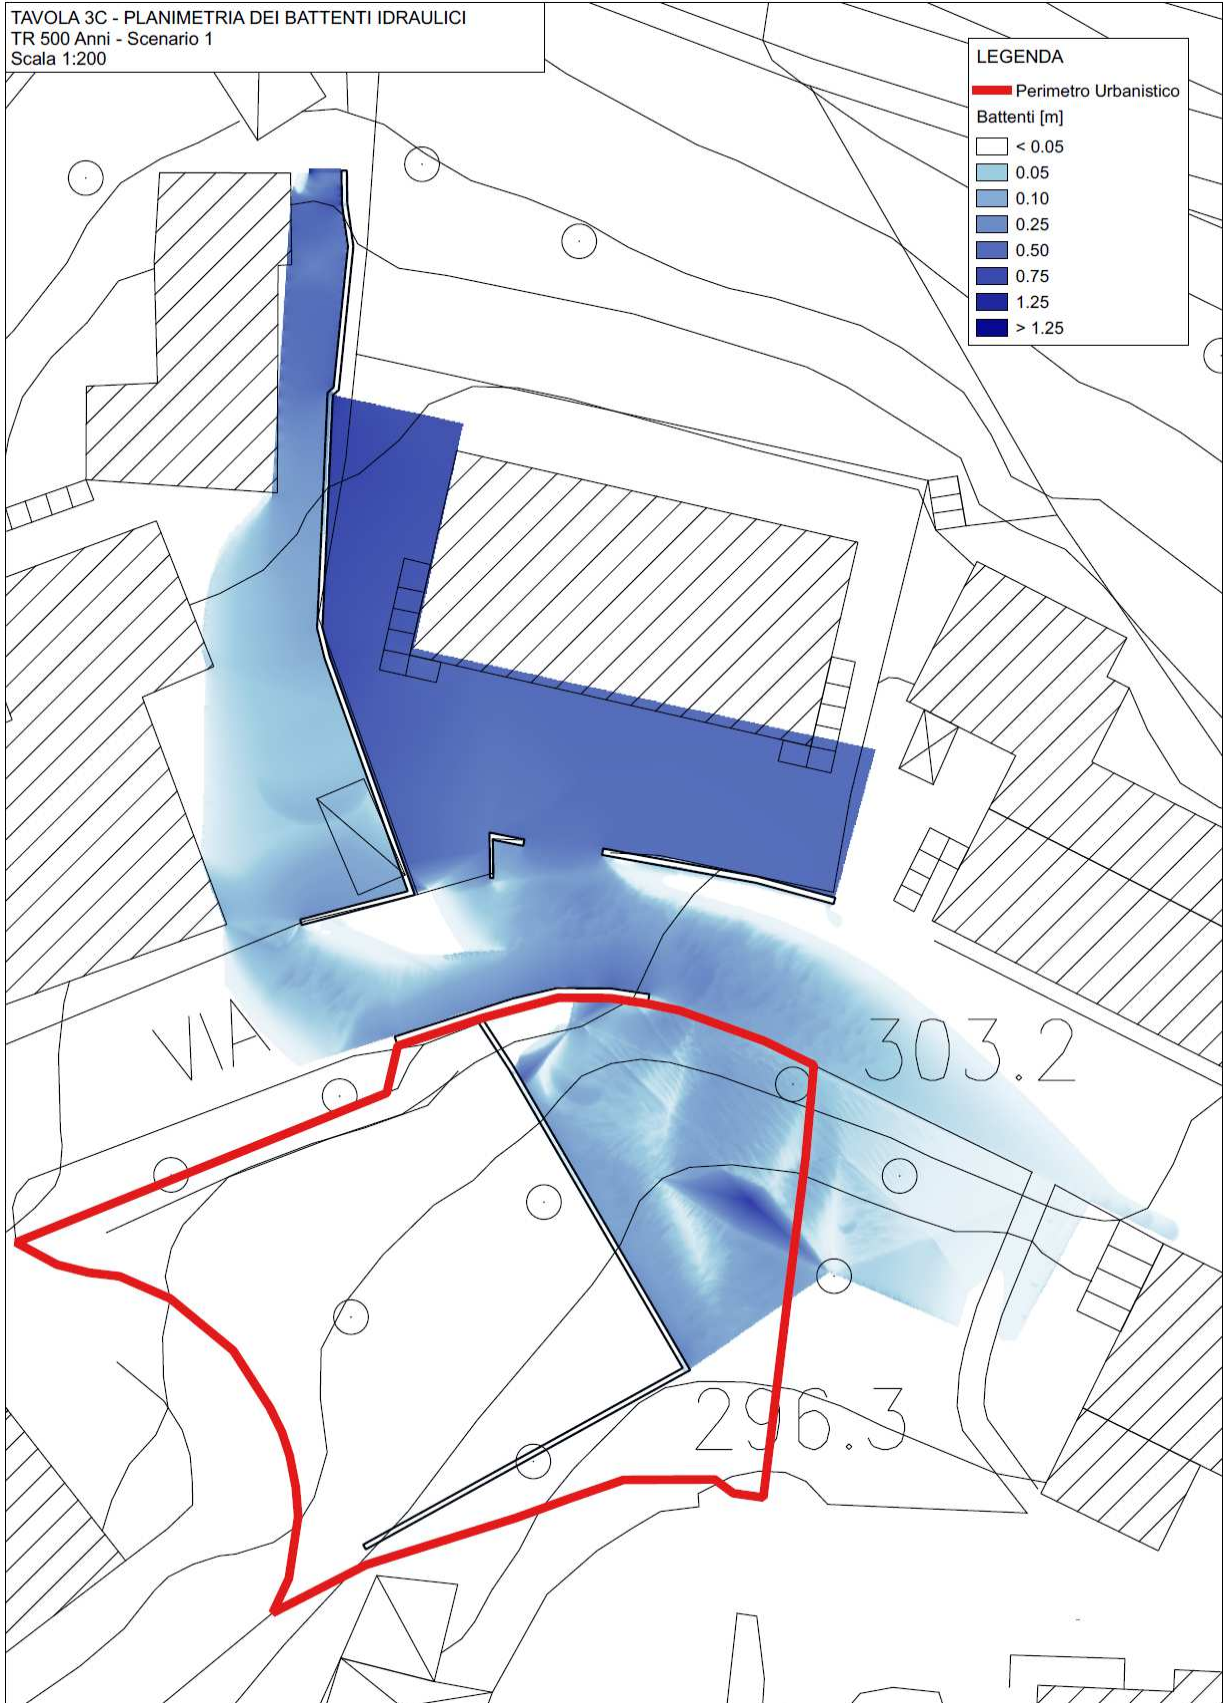 TAVOLA 3C - PLANIMETRIA DEI BATTENTI IDRAULICI
TR 500 Anni - Scenario 1
Scala 1:200
LEGENDA
Perimetro Urbanistico
Battenti [m]
< 0.05
0.05
0.10
0.25
0.50
0.75
1.25
> 1.25
VIA
303.2
296.3